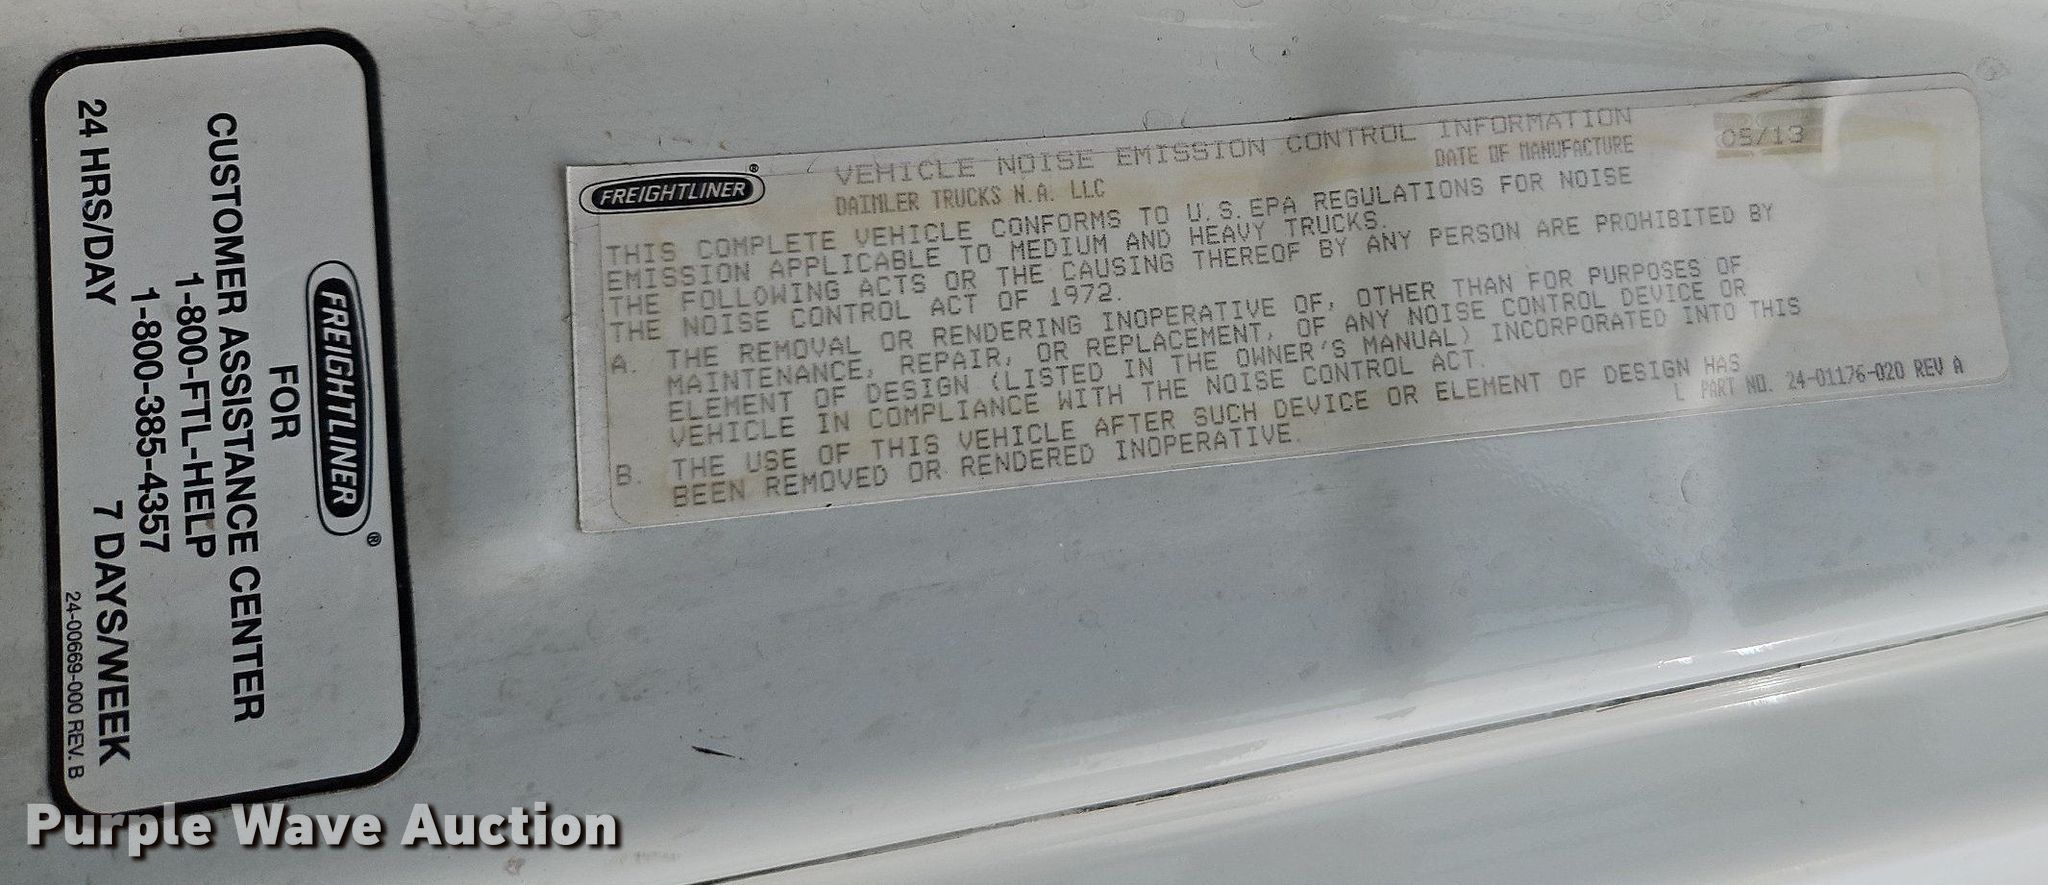 FREIGHTLINER®
FOR
CUSTOMER ASSISTANCE CENTER
1-800-FTL-HELP
1-800-385-4357
24 HRS/DAY 7 DAYS/WEEK
24-00669-000 REV. B
FREIGHTLINER®
VEHICLE NOISE EMISSION CONTROL INFORMATION
DAIMLER TRUCKS N.A. LLC DATE OF MANUFACTURE 05/13
THIS COMPLETE VEHICLE CONFORMS TO U.S.EPA REGULATIONS FOR NOISE
EMISSION APPLICABLE TO MEDIUM AND HEAVY TRUCKS.
THE FOLLOWING ACTS OR THE CAUSING THEREOF BY ANY PERSON ARE PROHIBITED BY
THE NOISE CONTROL ACT OF 1972.
A. THE REMOVAL OR RENDERING INOPERATIVE OF, OTHER THAN FOR PURPOSES OF
MAINTENANCE, REPAIR, OR REPLACEMENT, OF ANY NOISE CONTROL DEVICE OR
ELEMENT OF DESIGN (LISTED IN THE OWNER'S MANUAL) INCORPORATED INTO THIS
VEHICLE IN COMPLIANCE WITH THE NOISE CONTROL ACT.
B. THE USE OF THIS VEHICLE AFTER SUCH DEVICE OR ELEMENT OF DESIGN HAS
BEEN REMOVED OR RENDERED INOPERATIVE.
L PART NO. 24-01176-020 REV A
Purple Wave Auction